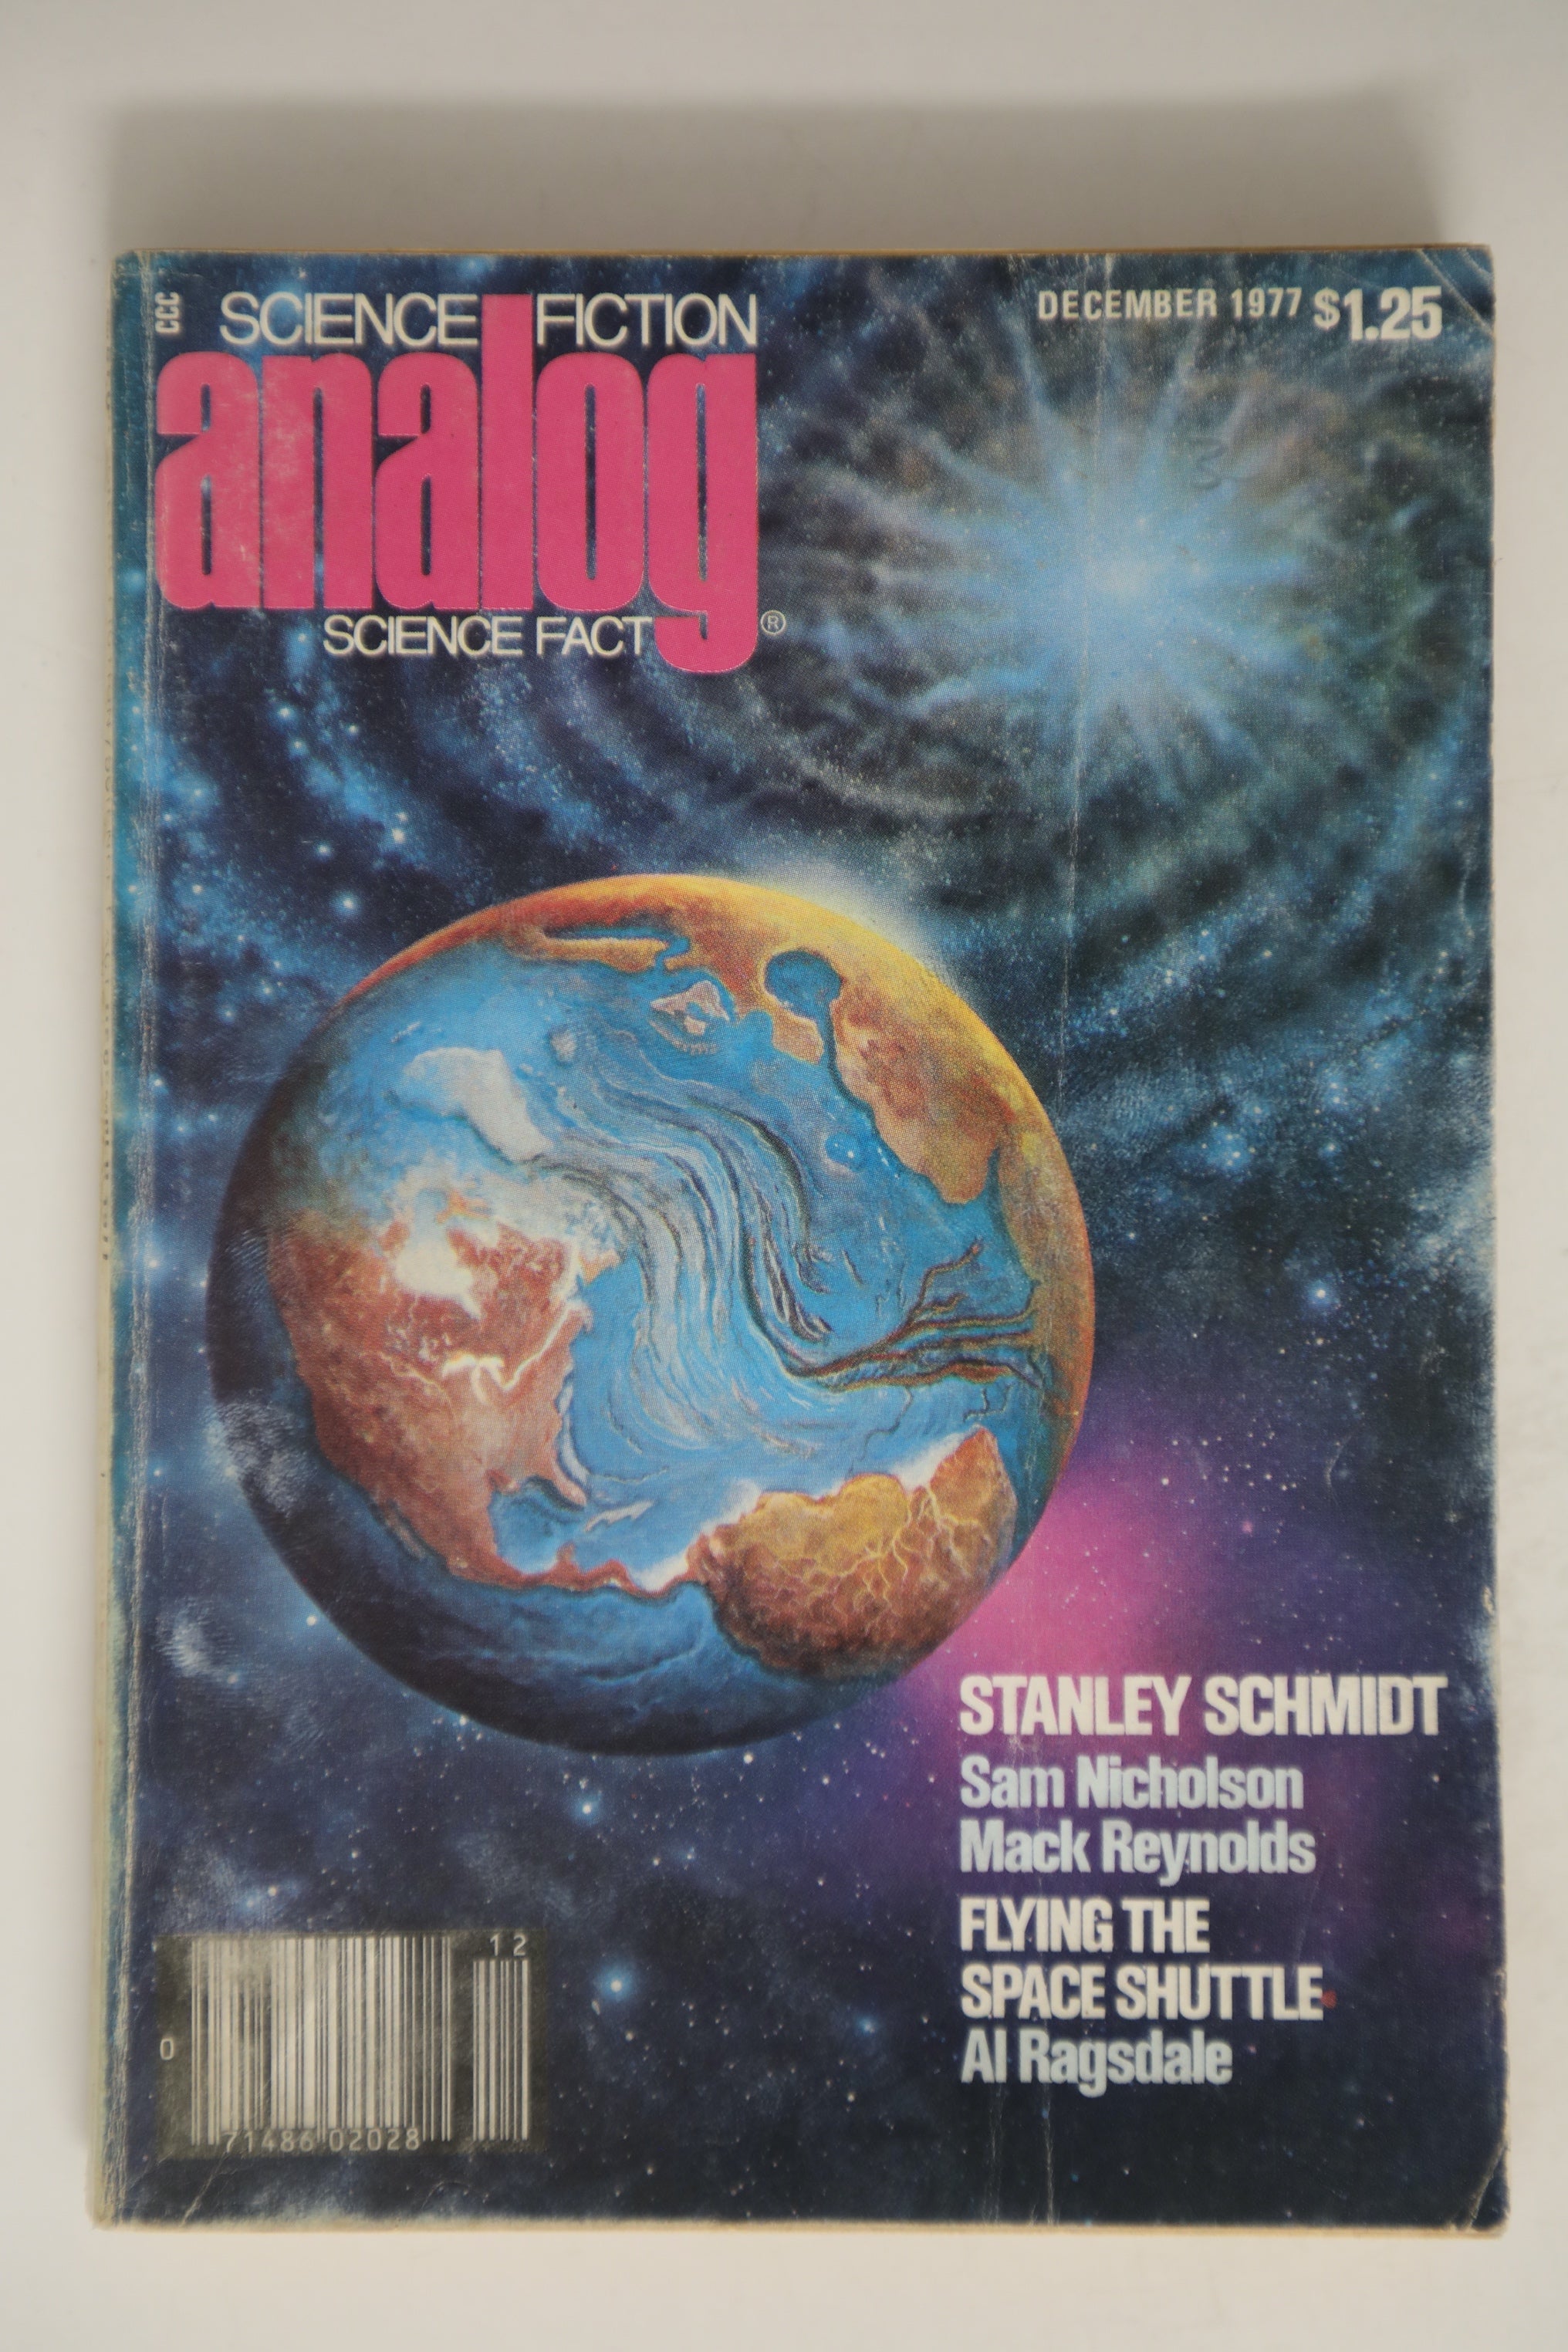 CCC
SCIENCE FICTION
analog
SCIENCE FACT
®
DECEMBER 1977 $1.25
STANLEY SCHMIDT
Sam Nicholson
Mack Reynolds
FLYING THE
SPACE SHUTTLE
Al Ragsdale
12
0
71486 02028